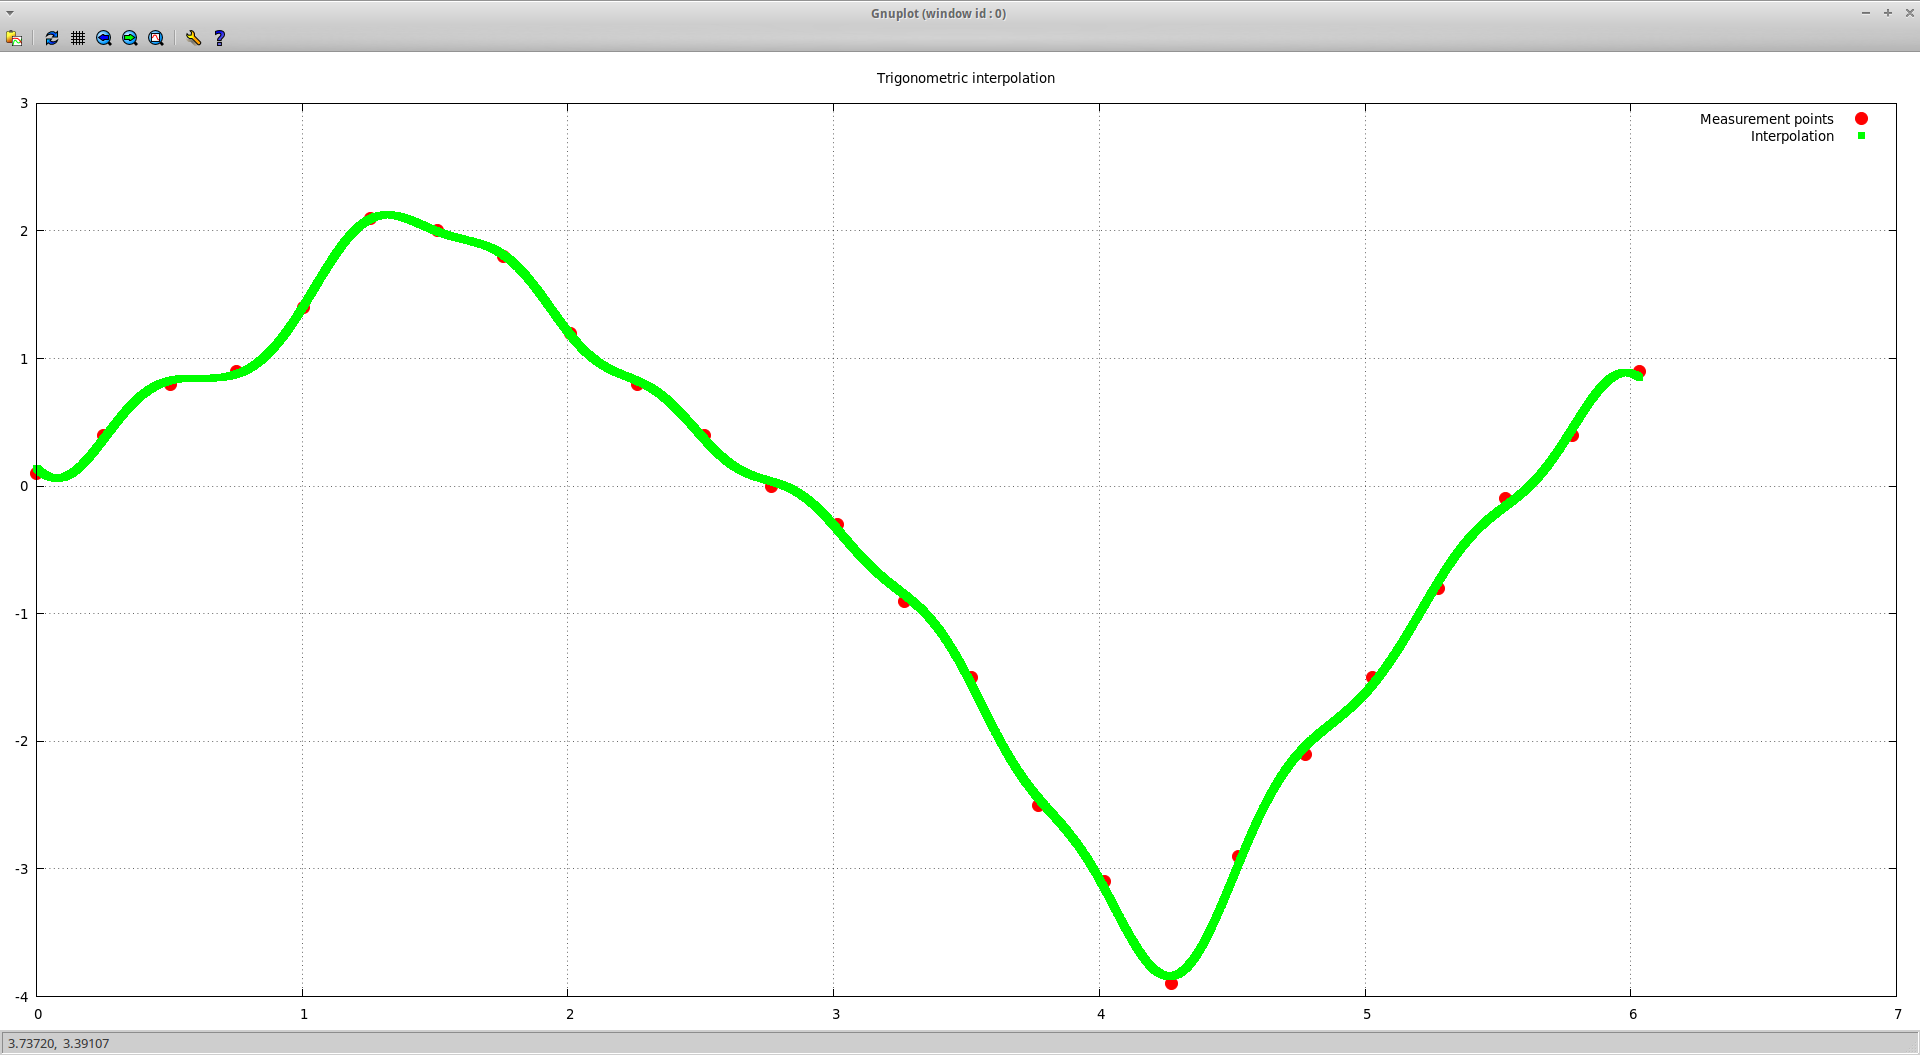 Gnuplot (window id : 0)
Trigonometric interpolation
Measurement points
Interpolation
3
2
1
0
-1
-2
-3
-4
0 1 2 3 4 5 6 7
3.73720, 3.39107